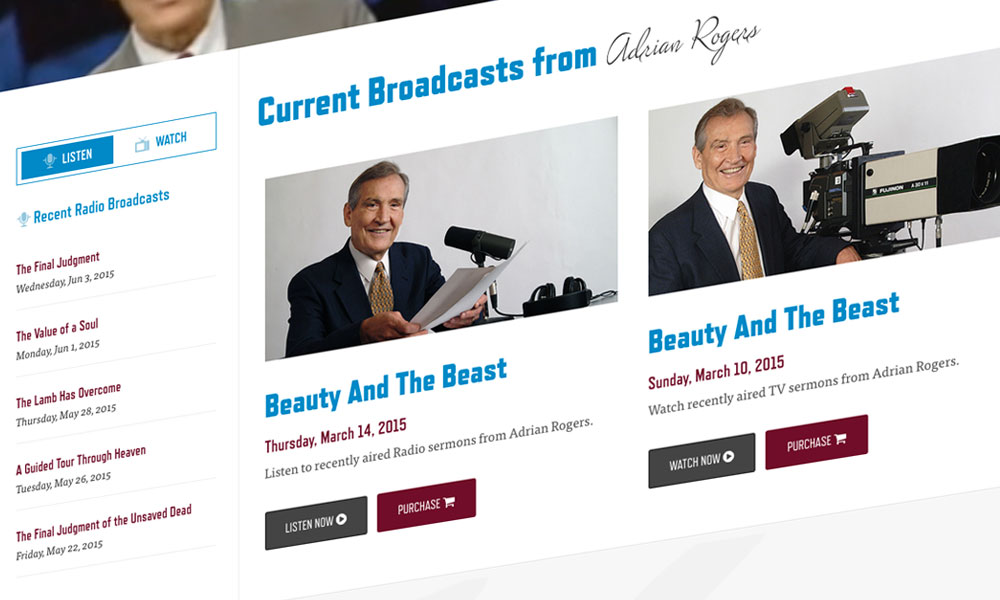 Current Broadcasts from Adrian Rogers
LISTEN
WATCH
Recent Radio Broadcasts
The Final Judgment
Wednesday, Jun 3, 2015
The Value of a Soul
Monday, Jun 1, 2015
The Lamb Has Overcome
Thursday, May 28, 2015
A Guided Tour Through Heaven
Tuesday, May 26, 2015
The Final Judgment of the Unsaved Dead
Friday, May 22, 2015
Beauty And The Beast
Thursday, March 14, 2015
Listen to recently aired Radio sermons from Adrian Rogers.
LISTEN NOW
PURCHASE
FUJINON
A 30 x 11
Beauty And The Beast
Sunday, March 10, 2015
Watch recently aired TV sermons from Adrian Rogers.
WATCH NOW
PURCHASE